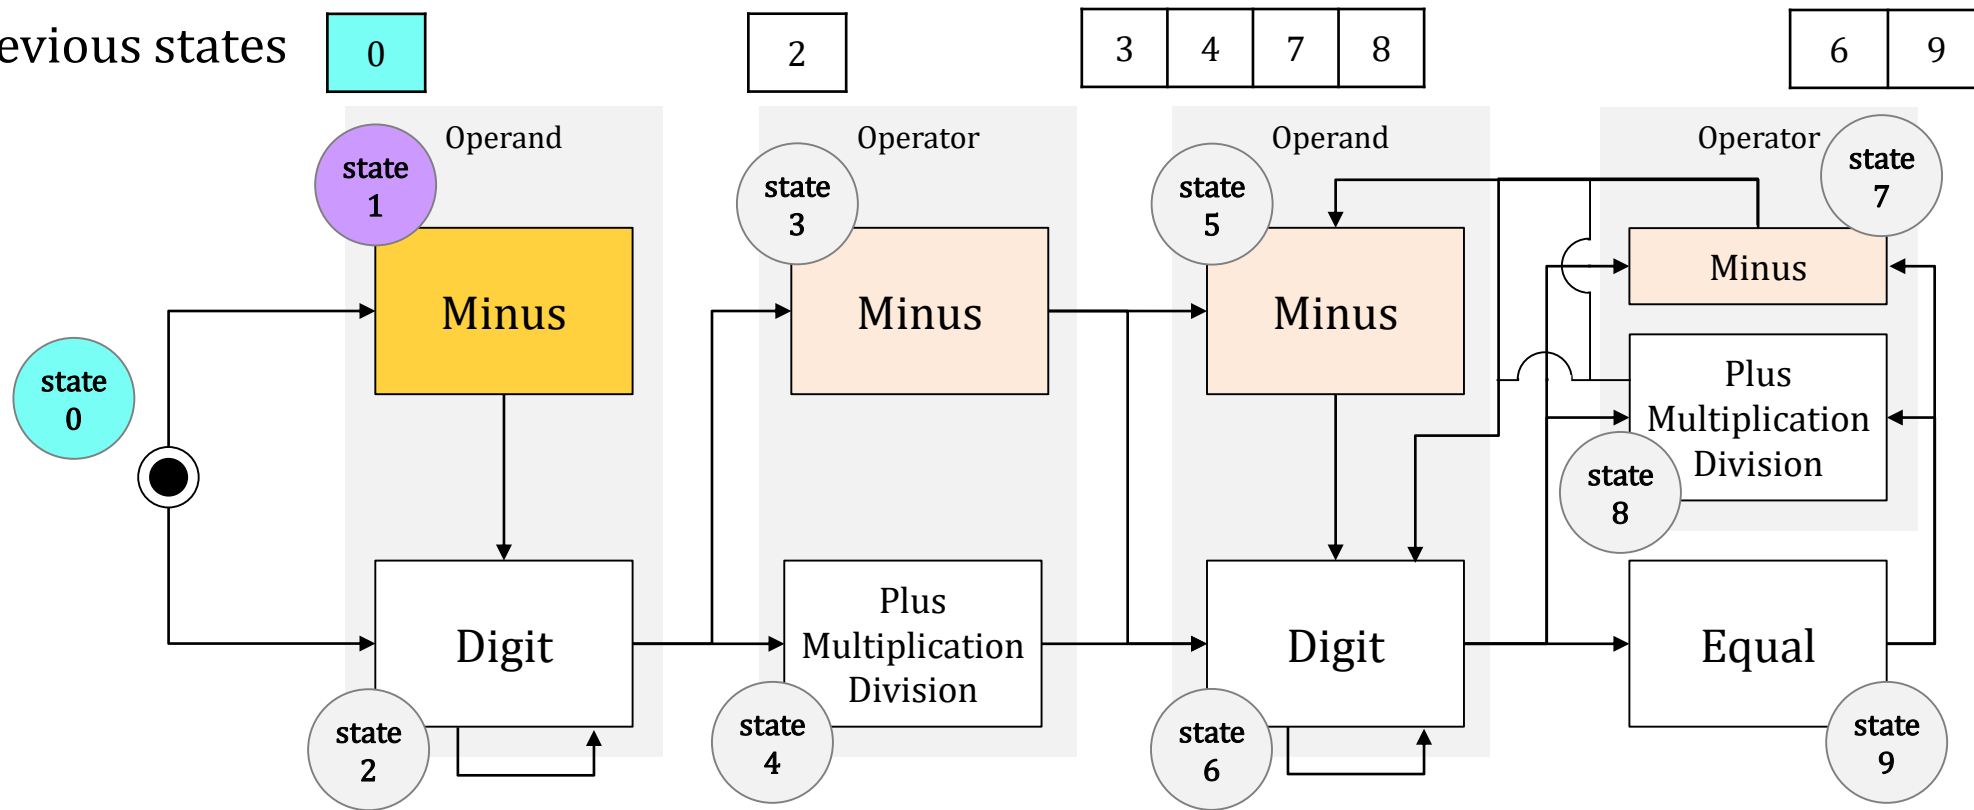 evious states
0
2
3 4 7 8
6 9
Operand
Operator
Operand
Operator
state
1
state
3
state
5
state
7
Minus
Minus
Minus
Minus
state
0
Plus
Multiplication
Division
state
8
Digit
Plus
Multiplication
Division
Digit
Equal
state
2
state
4
state
6
state
9